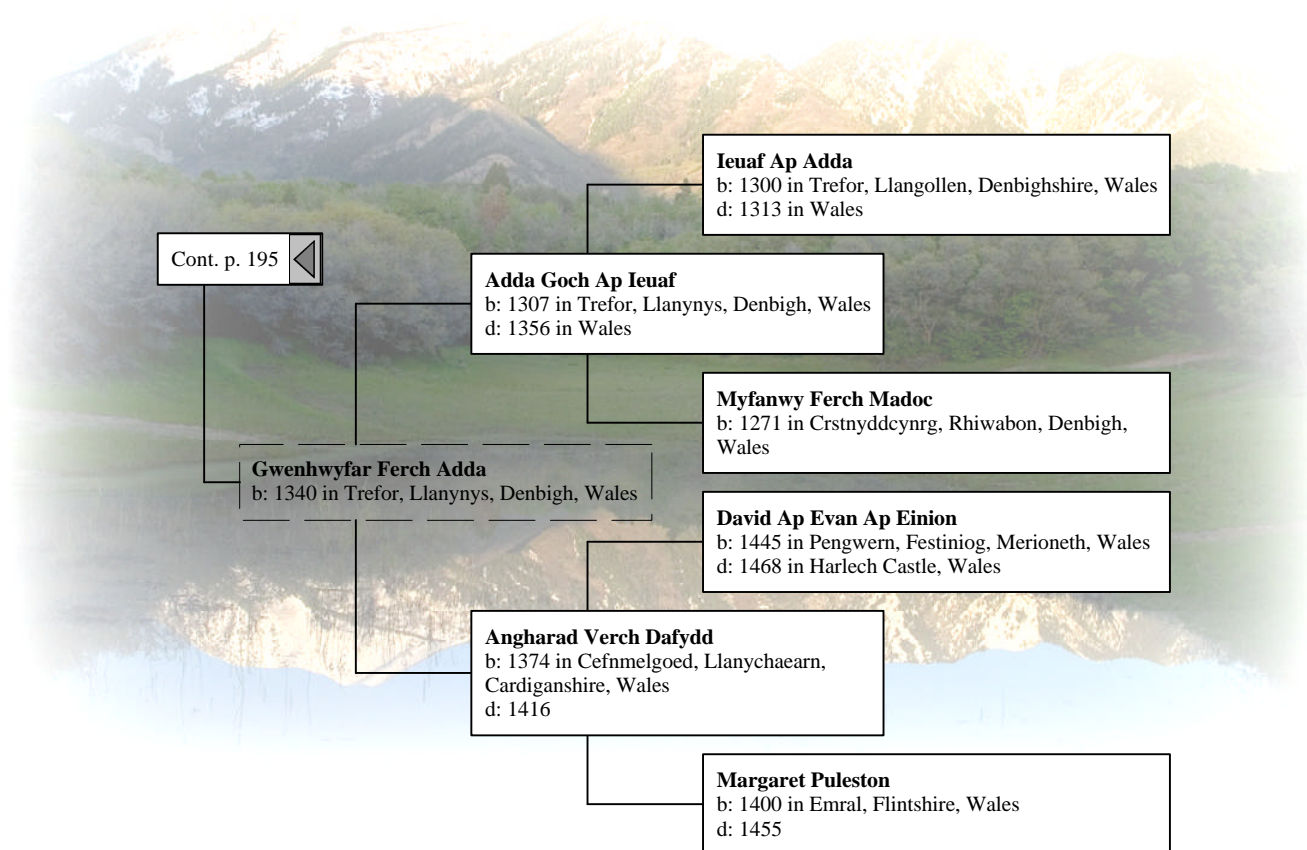 Ieuaf Ap Adda
b: 1300 in Trefor, Llangollen, Denbighshire, Wales
d: 1313 in Wales
Cont. p. 195
Adda Goch Ap Ieuaf
b: 1307 in Trefor, Llanynys, Denbigh, Wales
d: 1356 in Wales
Myfanwy Ferch Madoc
b: 1271 in Crstnyddcynrg, Rhiwabon, Denbigh,
Wales
Gwenhwyfar Ferch Adda
b: 1340 in Trefor, Llanynys, Denbigh, Wales
David Ap Evan Ap Einion
b: 1445 in Pengwern, Festiniog, Merioneth, Wales
d: 1468 in Harlech Castle, Wales
Angharad Verch Dafydd
b: 1374 in Cefnmelgoed, Llanychaearn,
Cardiganshire, Wales
d: 1416
Margaret Puleston
b: 1400 in Emral, Flintshire, Wales
d: 1455